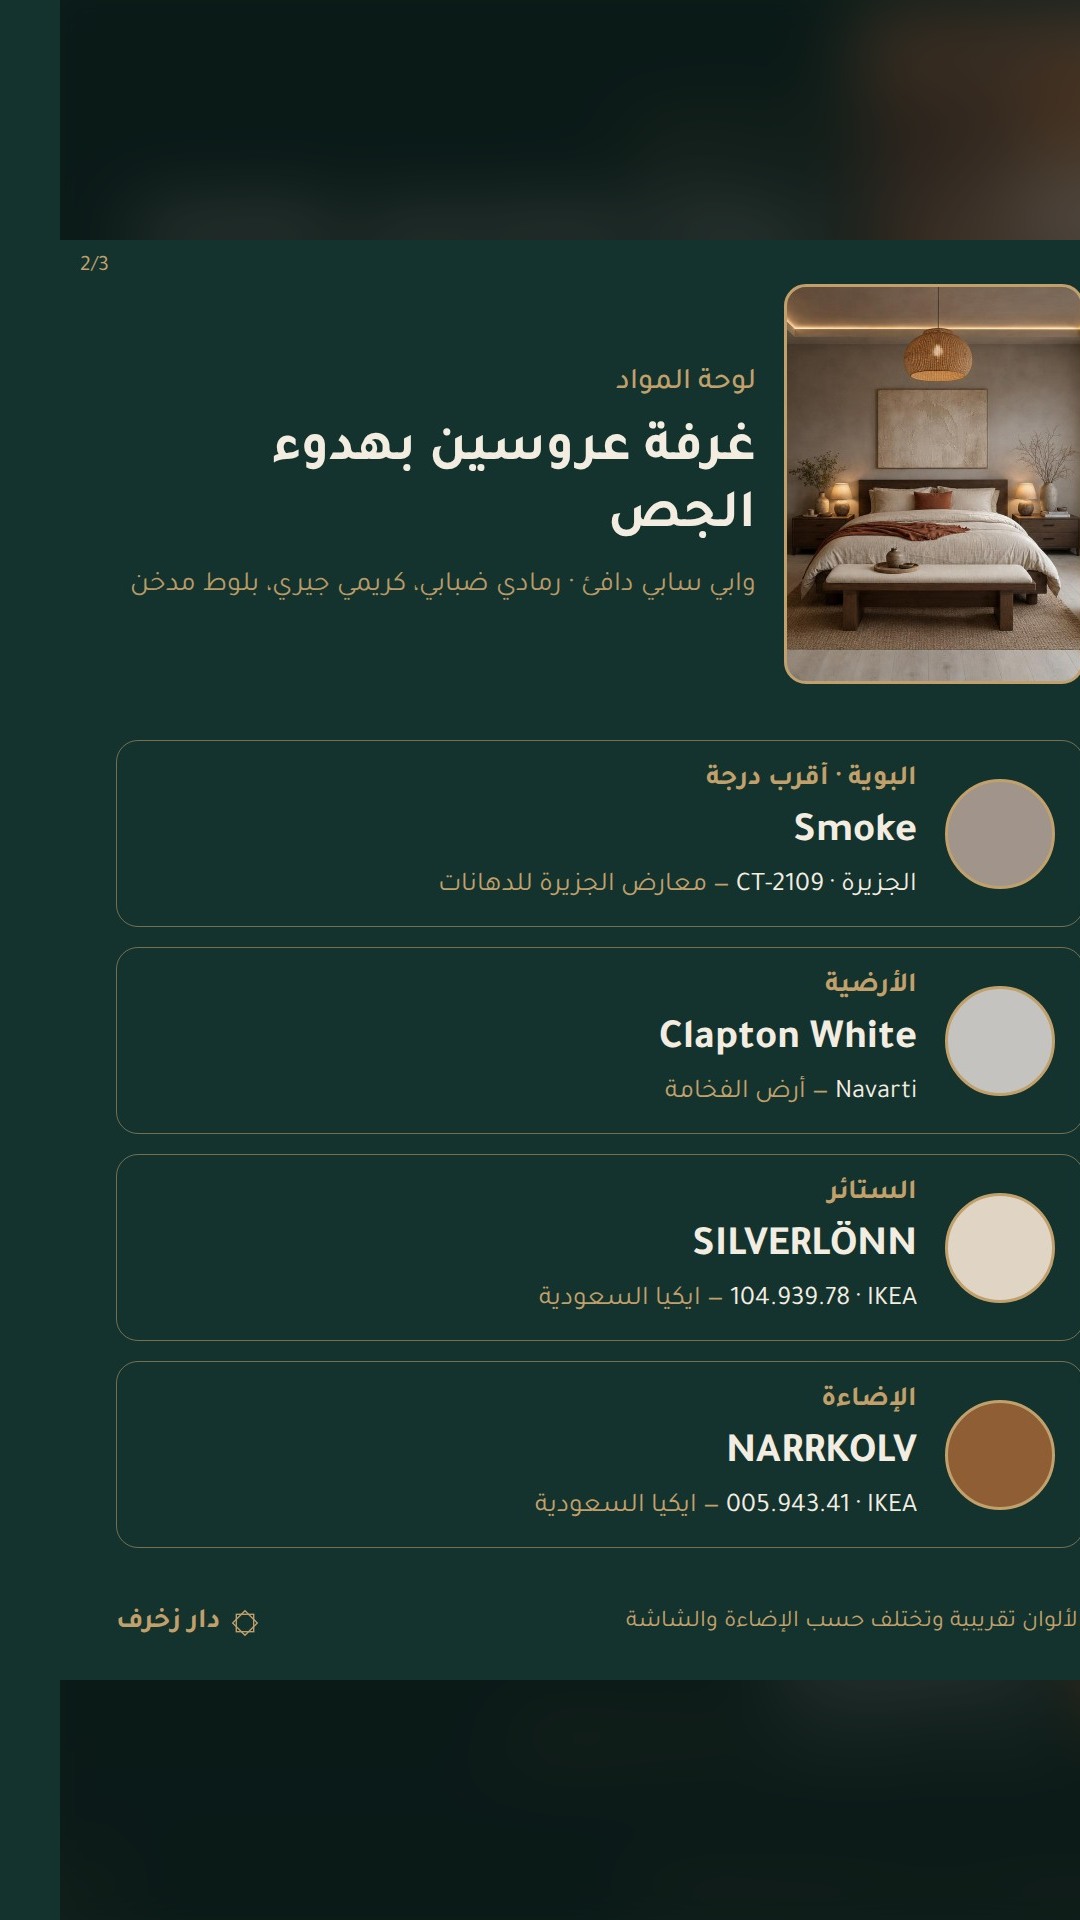 2/3
لوحة المواد
غرفة عروسين بهدوء
الجص
وابي سابي دافئ · رمادي ضبابي، كريمي جيري، بلوط مدخن
البوية · أقرب درجة
Smoke
الجزيرة · CT-2109 – معارض الجزيرة للدهانات
الأرضية
Clapton White
Navarti – أرض الفخامة
الستائر
SILVERLÖNN
IKEA · 104.939.78 – ايكيا السعودية
الإضاءة
NARRKOLV
IKEA · 005.943.41 – ايكيا السعودية
لألوان تقريبية وتختلف حسب الإضاءة والشاشة
دار زخرف